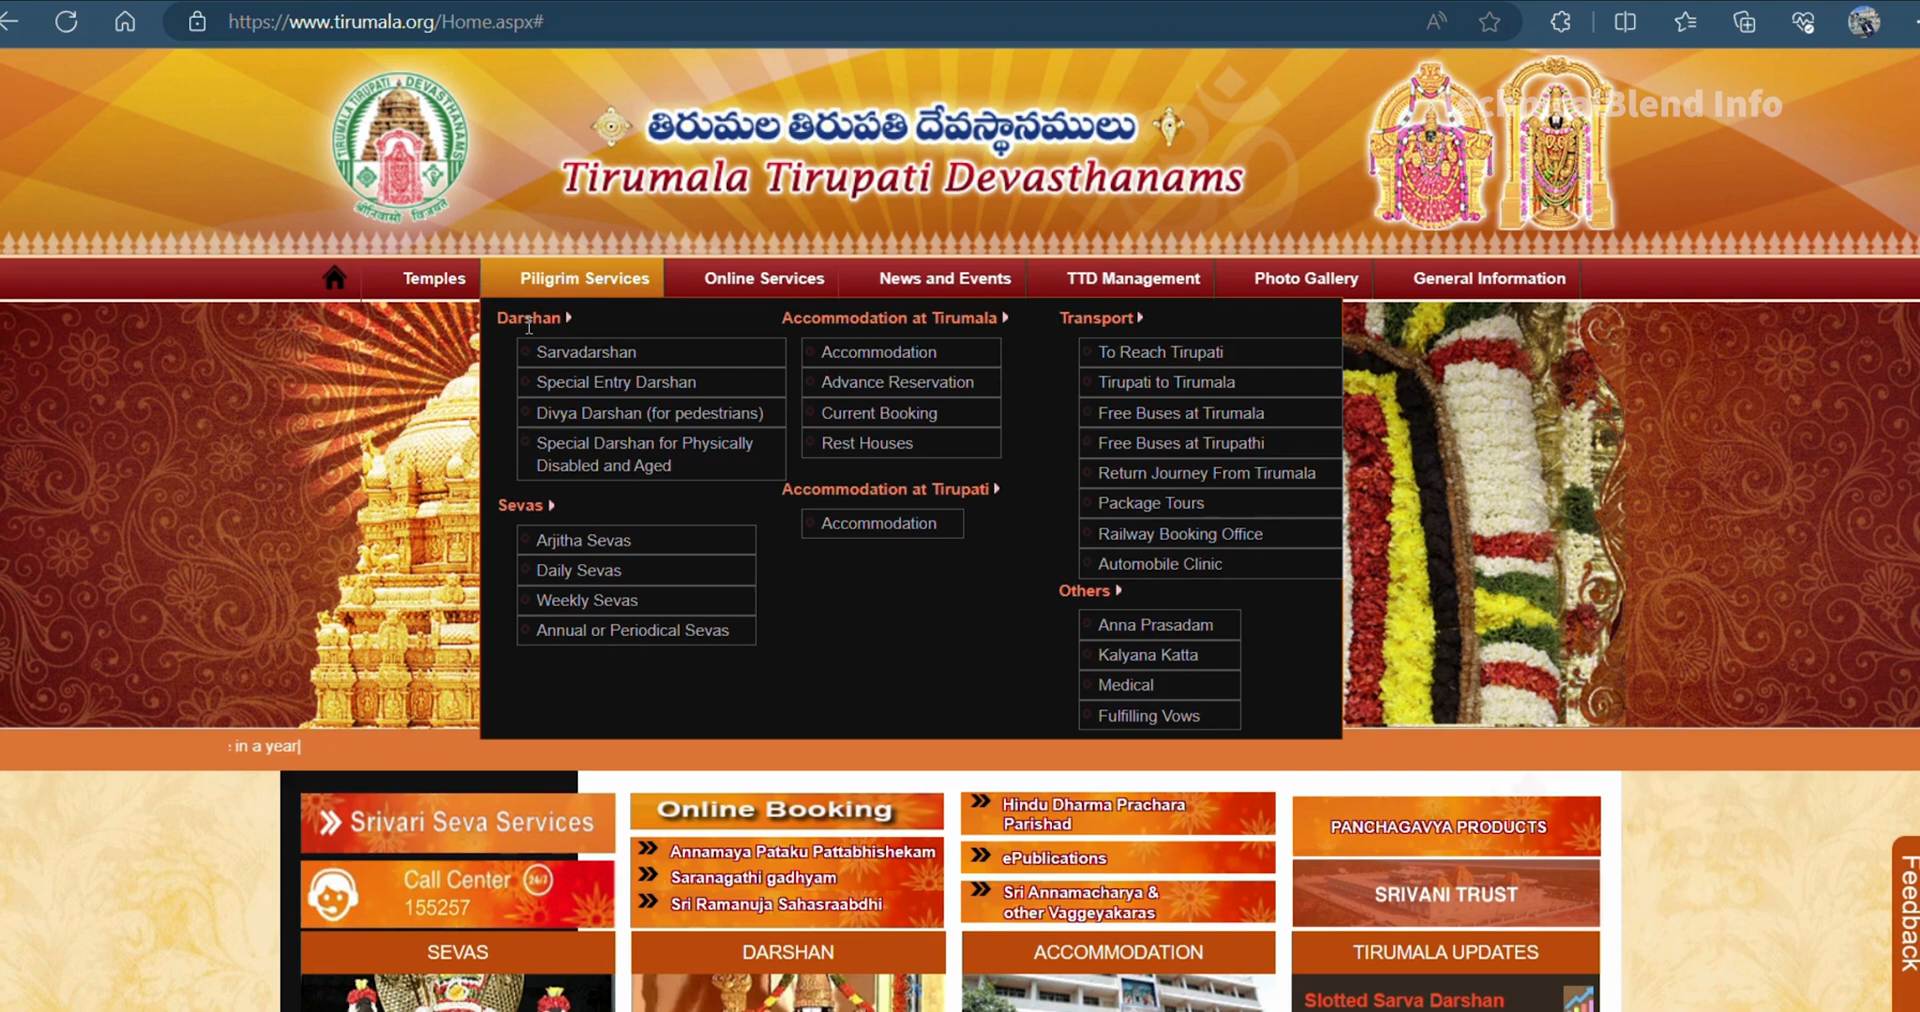 https://www.tirumala.org/Home.aspx#
TIRUMALA TIRUPATI DEVASTHANAMS
श्रीनिवासो विजयते
తిరుమల తిరుపతి దేవస్థానములు
Tirumala Tirupati Devasthanams
Blend Info
Temples
Piligrim Services
Online Services
News and Events
TTD Management
Photo Gallery
General Information
Darshan
Sarvadarshan
Special Entry Darshan
Divya Darshan (for pedestrians)
Special Darshan for Physically
Disabled and Aged
Sevas
Arjitha Sevas
Daily Sevas
Weekly Sevas
Annual or Periodical Sevas
Accommodation at Tirumala
Accommodation
Advance Reservation
Current Booking
Rest Houses
Accommodation at Tirupati
Accommodation
Transport
To Reach Tirupati
Tirupati to Tirumala
Free Buses at Tirumala
Free Buses at Tirupathi
Return Journey From Tirumala
Package Tours
Railway Booking Office
Automobile Clinic
Others
Anna Prasadam
Kalyana Katta
Medical
Fulfilling Vows
: in a year|
Srivari Seva Services
Call Center 24/7
155257
Online Booking
Annamaya Pataku Pattabhishekam
Saranagathi gadhyam
Sri Ramanuja Sahasraabdhi
Hindu Dharma Prachara
Parishad
ePublications
Sri Annamacharya &
other Vaggeyakaras
PANCHAGAVYA PRODUCTS
SRIVANI TRUST
Feedback
SEVAS
DARSHAN
ACCOMMODATION
TIRUMALA UPDATES
Slotted Sarva Darshan